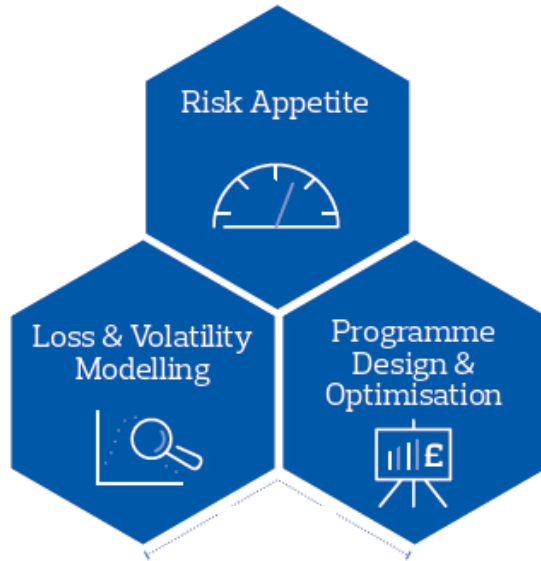 Risk Appetite
Loss & Volatility
Modelling
Programme
Design &
Optimisation
£